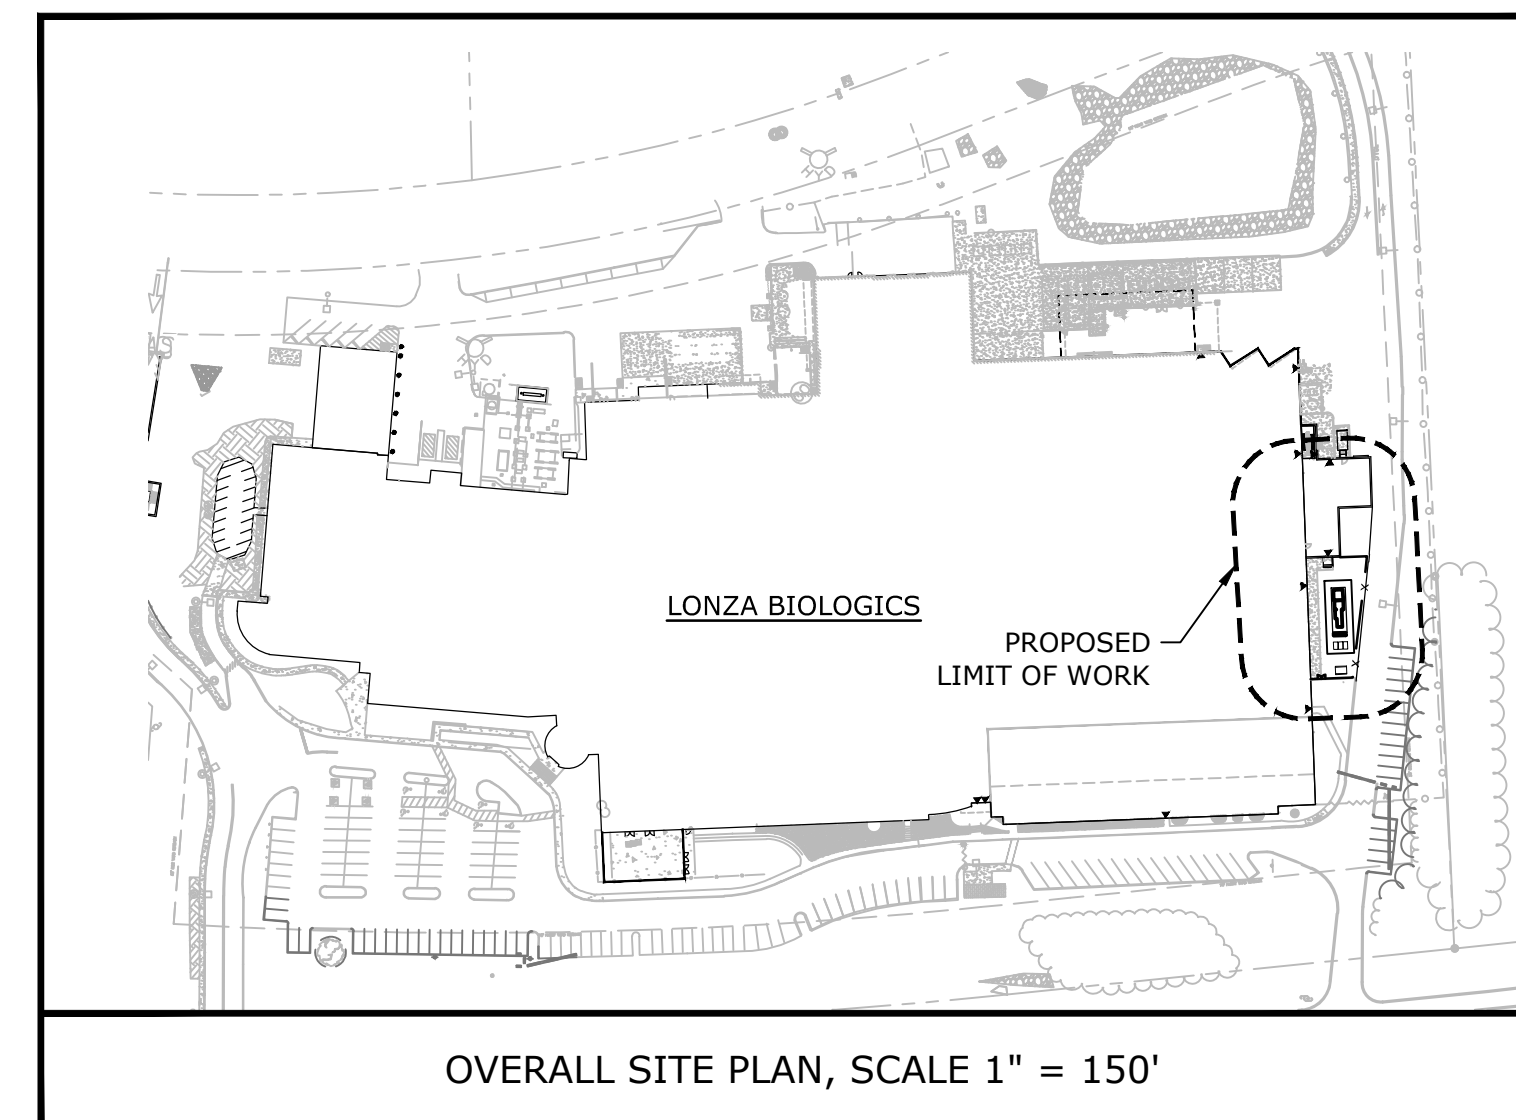 LONZA BIOLOGICS
PROPOSED
LIMIT OF WORK
OVERALL SITE PLAN, SCALE 1" = 150'